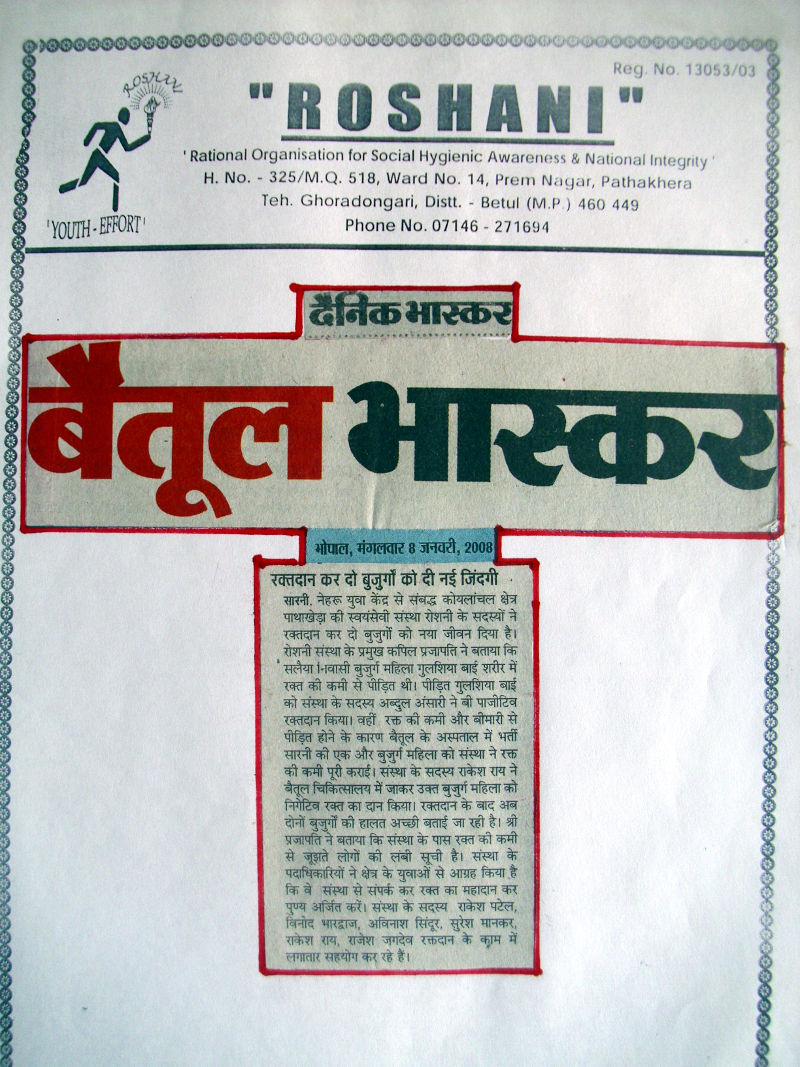 Reg. No. 13053/03
ROSHANI
"ROSHANI"
'Rational Organisation for Social Hygienic Awareness & National Integrity'
H. No. - 325/M.Q. 518, Ward No. 14, Prem Nagar, Pathakhera
Teh. Ghoradongari, Distt. - Betul (M.P.) 460 449
'YOUTH - EFFORT'
Phone No. 07146 - 271694
दैनिक भास्कर
बैतूल भास्कर
भोपाल, मंगलवार 8 जनवरी, 2008
रक्तदान कर दो बुजुर्गों को दी नई जिंदगी
सारनी. नेहरू युवा केंद्र से संबद्ध कोयलांचल क्षेत्र
पाथाखेड़ा की स्वयंसेवी संस्था रोशनी के सदस्यों ने
रक्तदान कर दो बुजुर्गों को नया जीवन दिया है।
रोशनी संस्था के प्रमुख कपिल प्रजापति ने बताया कि
सलैया निवासी बुजुर्ग महिला गुलशिया बाई शरीर में
रक्त की कमी से पीड़ित थी। पीड़ित गुलशिया बाई
को संस्था के सदस्य अब्दुल अंसारी ने बी पाजीटिव
रक्तदान किया। वहीं रक्त की कमी और बीमारी से
पीड़ित होने के कारण बैतूल के अस्पताल में भर्ती
सारनी की एक और बुजुर्ग महिला को संस्था ने रक्त
की कमी पूरी कराई। संस्था के सदस्य राकेश राय ने
बैतूल चिकित्सालय में जाकर उक्त बुजुर्ग महिला को
निगेटिव रक्त का दान किया। रक्तदान के बाद अब
दोनों बुजुर्गों की हालत अच्छी बताई जा रही है। श्री
प्रजापति ने बताया कि संस्था के पास रक्त की कमी
से जूझते लोगों की लंबी सूची है। संस्था के
पदाधिकारियों ने क्षेत्र के युवाओं से आग्रह किया है
कि वे संस्था से संपर्क कर रक्त का महादान कर
पुण्य अर्जित करें। संस्था के सदस्य राकेश पटेल,
विनोद भारद्वाज, अविनाश सिंदूर, सुरेश मानकर,
राकेश राय, राजेश जगदेव रक्तदान के काम में
लगातार सहयोग कर रहे हैं।